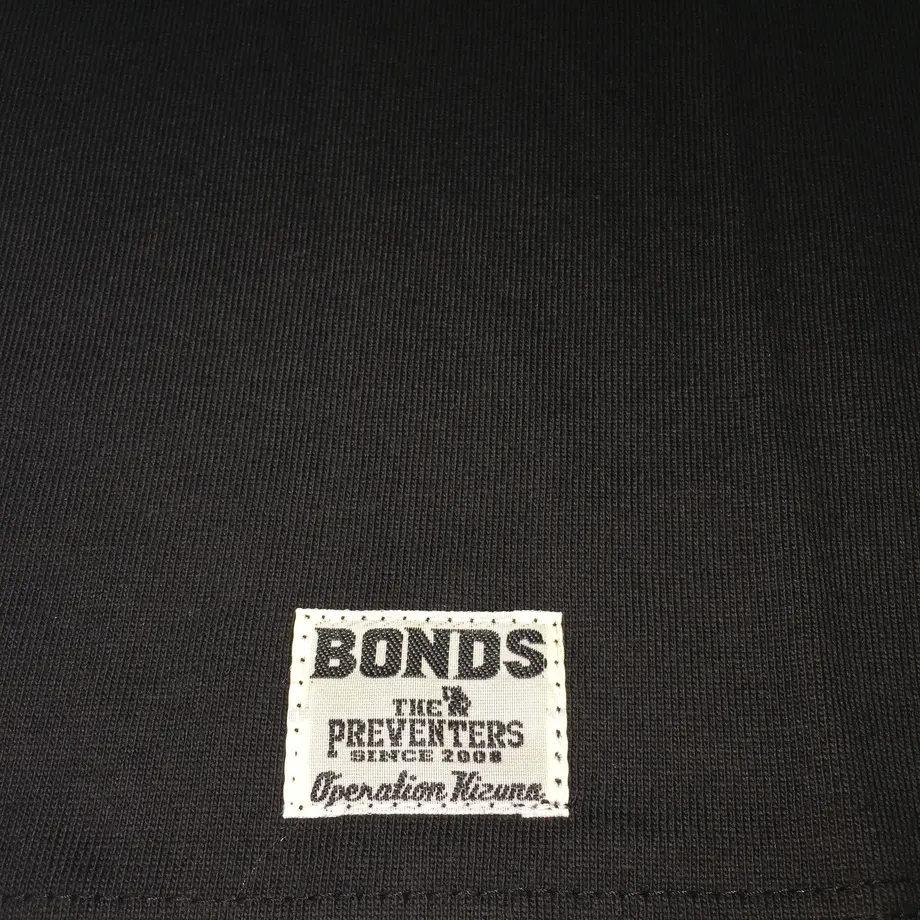 BONDS
THE
PREVENTERS
SINCE 2008
Operation Kizuna